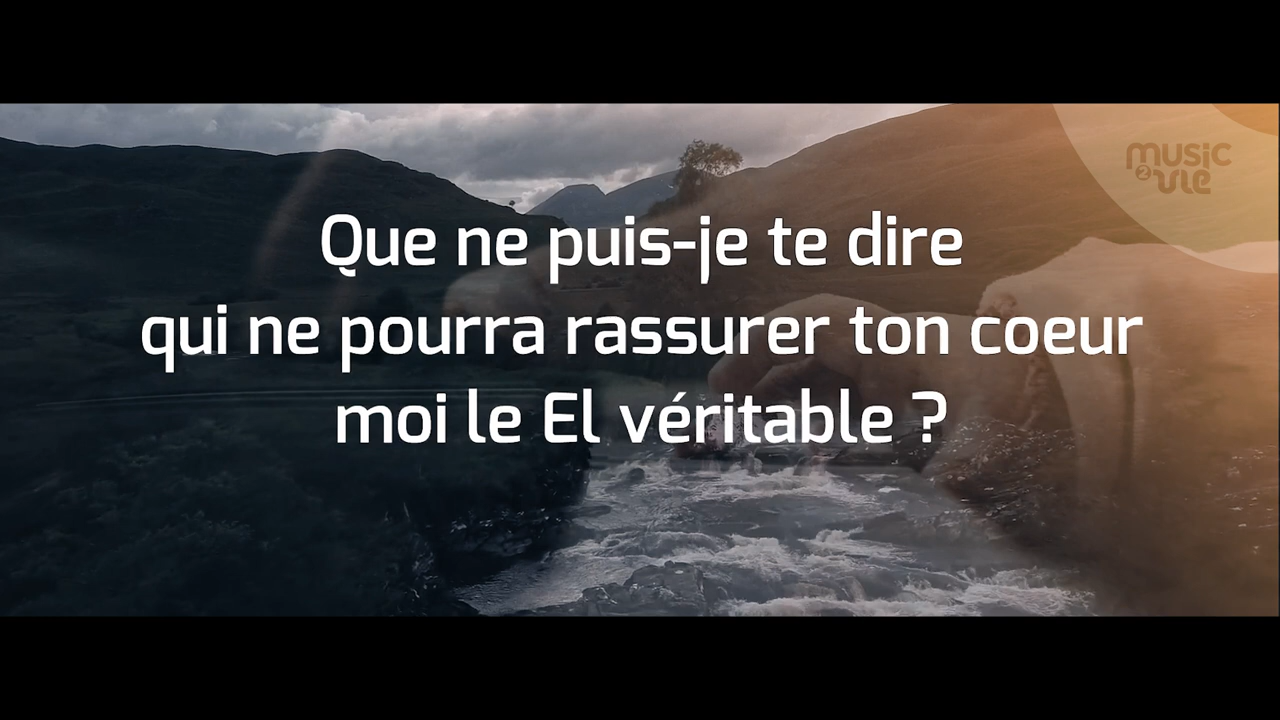 music
2 vie
Que ne puis-je te dire
qui ne pourra rassurer ton coeur
moi le El véritable ?